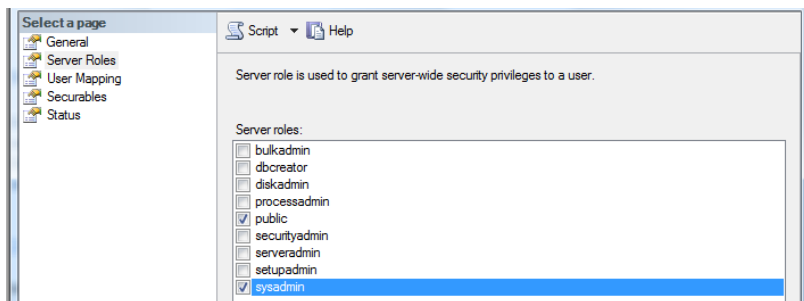 Select a page
General
Server Roles
User Mapping
Securables
Status
Script Help
Server role is used to grant server-wide security privileges to a user.
Server roles:
bulkadmin
dbcreator
diskadmin
processadmin
public
securityadmin
serveradmin
setupadmin
sysadmin